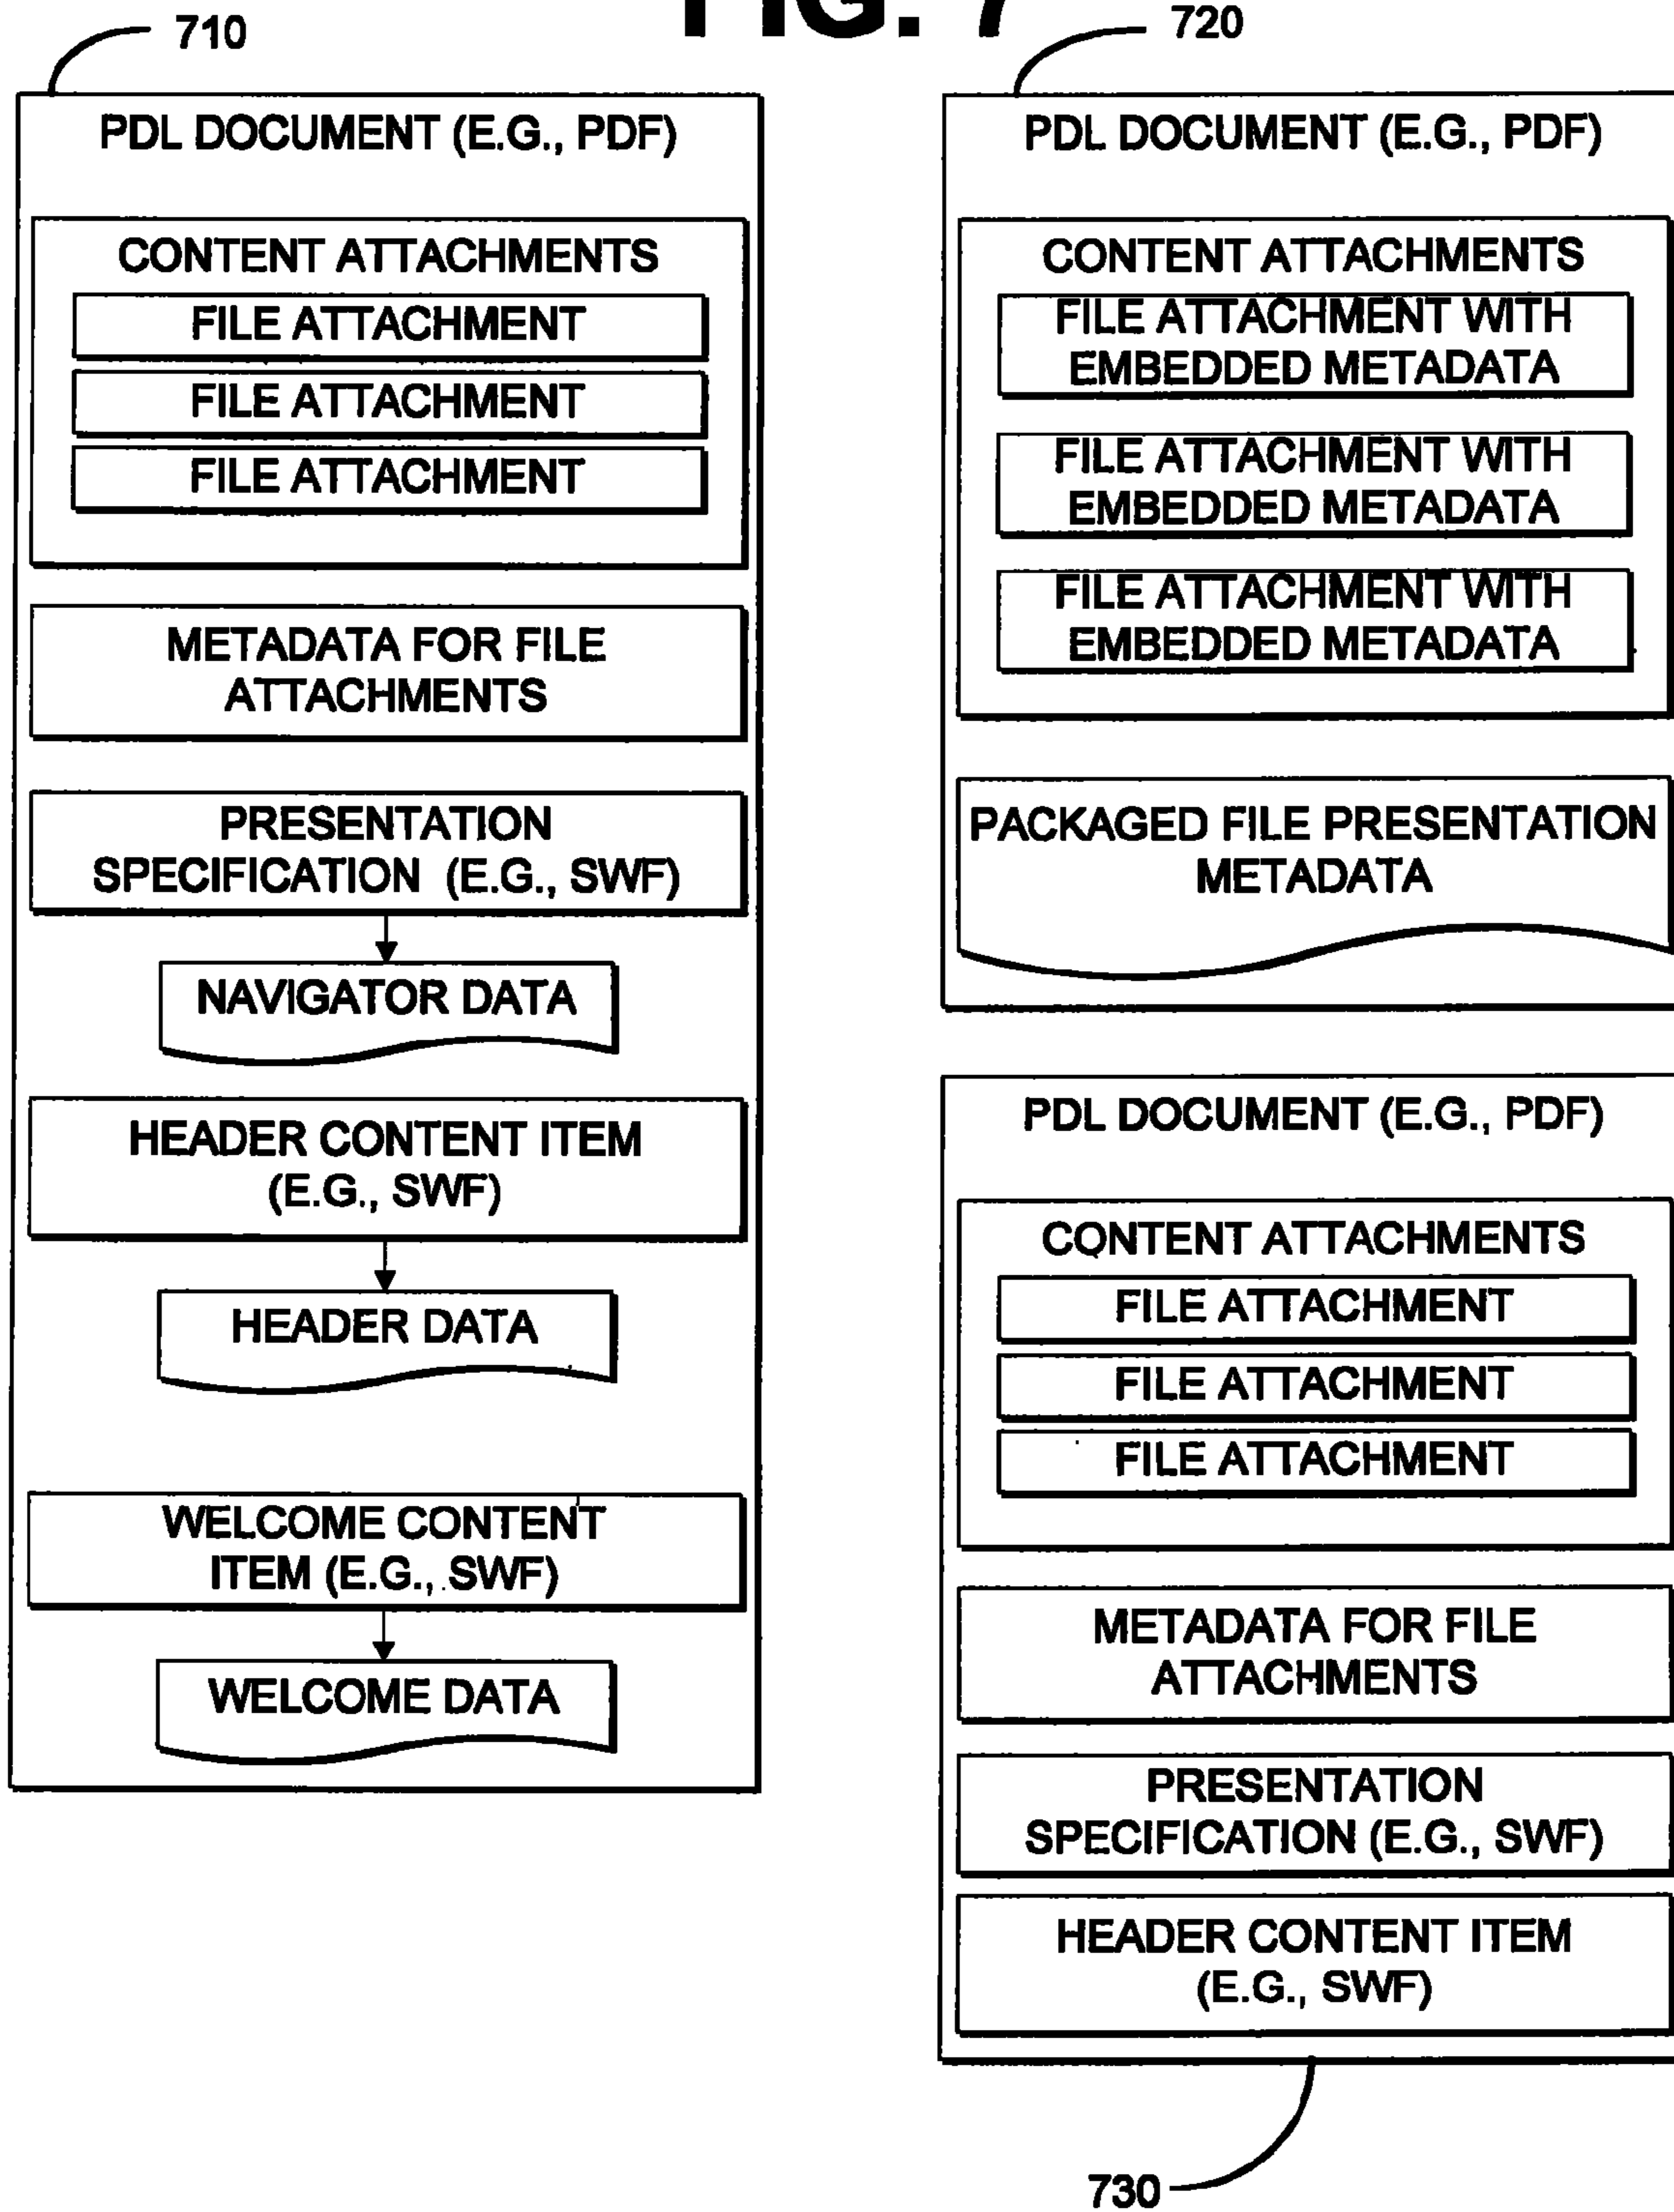 FIG. 7
710
PDL DOCUMENT (E.G., PDF)
CONTENT ATTACHMENTS
FILE ATTACHMENT
FILE ATTACHMENT
FILE ATTACHMENT
METADATA FOR FILE
ATTACHMENTS
PRESENTATION
SPECIFICATION (E.G., SWF)
NAVIGATOR DATA
HEADER CONTENT ITEM
(E.G., SWF)
HEADER DATA
WELCOME CONTENT
ITEM (E.G., SWF)
WELCOME DATA
720
PDL DOCUMENT (E.G., PDF)
CONTENT ATTACHMENTS
FILE ATTACHMENT WITH
EMBEDDED METADATA
FILE ATTACHMENT WITH
EMBEDDED METADATA
FILE ATTACHMENT WITH
EMBEDDED METADATA
PACKAGED FILE PRESENTATION
METADATA
PDL DOCUMENT (E.G., PDF)
CONTENT ATTACHMENTS
FILE ATTACHMENT
FILE ATTACHMENT
FILE ATTACHMENT
METADATA FOR FILE
ATTACHMENTS
PRESENTATION
SPECIFICATION (E.G., SWF)
HEADER CONTENT ITEM
(E.G., SWF)
730